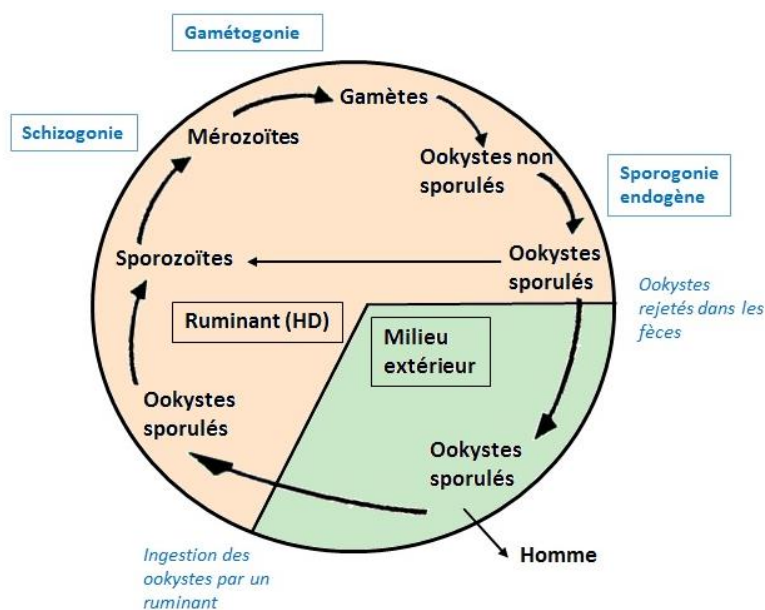 Gamétogonie
Gamètes
Schizogonie
Mérozoïtes
Ookystes non
sporulés
Sporogonie
endogène
Sporozoïtes
Ookystes
sporulés
Ookystes
rejetés dans les
fèces
Ruminant (HD)
Milieu
extérieur
Ookystes
sporulés
Ookystes
sporulés
Homme
Ingestion des
ookystes par un
ruminant